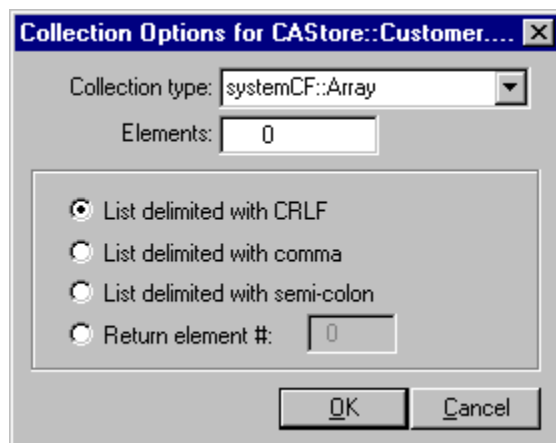 Collection Options for CAStore::Customer....
Collection type: systemCF::Array
Elements: 0
List delimited with CRLF
List delimited with comma
List delimited with semi-colon
Return element #: 0
OK Cancel